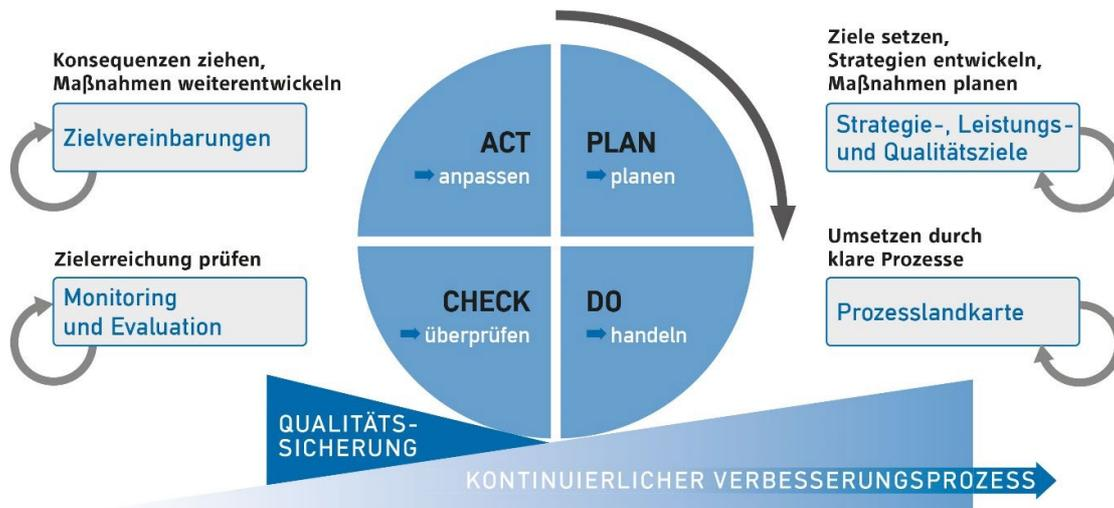 Konsequenzen ziehen,
Maßnahmen weiterentwickeln
Zielvereinbarungen
Zielerreichung prüfen
Monitoring
und Evaluation
ACT
anpassen
PLAN
planen
CHECK
überprüfen
DO
handeln
Ziele setzen,
Strategien entwickeln,
Maßnahmen planen
Strategie-, Leistungs-
und Qualitätsziele
Umsetzen durch
klare Prozesse
Prozesslandkarte
QUALITÄTS-
SICHERUNG
KONTINUIERLICHER VERBESSERUNGSPROZESS